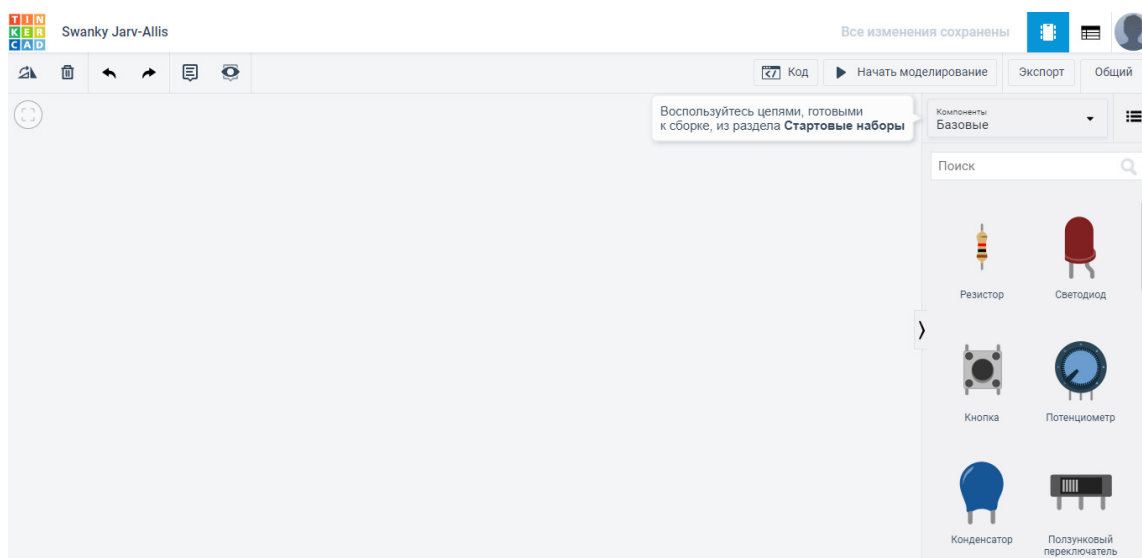 TIN
KER
CAD
Swanky Jarv-Allis
Все изменения сохранены
Код
Начать моделирование
Экспорт
Общий
Воспользуйтесь цепями, готовыми
к сборке, из раздела Стартовые наборы
Компоненты
Базовые
Поиск
Резистор
Светодиод
Кнопка
Потенциометр
Конденсатор
Ползунковый
переключатель